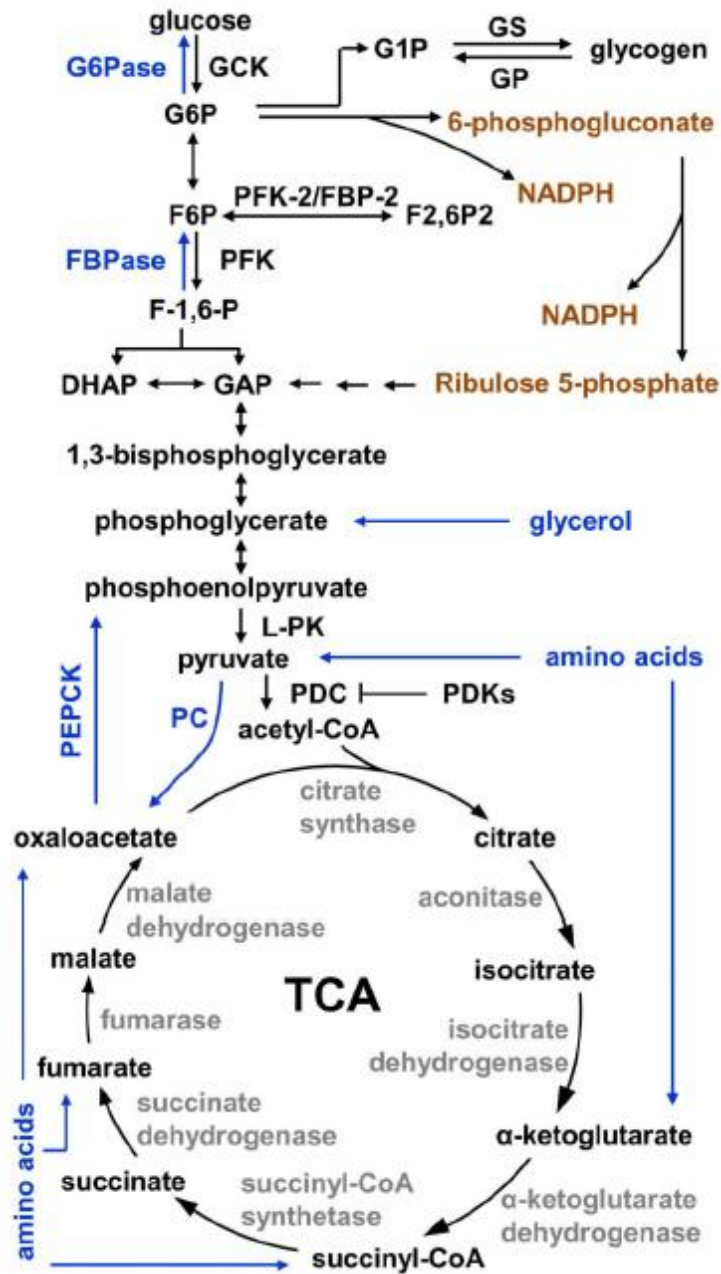 glucose
G6Pase
GCK
G1P
GS
GP
glycogen
G6P
6-phosphogluconate
NADPH
F6P
PFK-2/FBP-2
F2,6P2
FBPase
PFK
NADPH
F-1,6-P
DHAP
GAP
Ribulose 5-phosphate
1,3-bisphosphoglycerate
phosphoglycerate
glycerol
phosphoenolpyruvate
L-PK
pyruvate
amino acids
PEPCK
PC
PDC
PDKs
acetyl-CoA
citrate
synthase
oxaloacetate
citrate
malate
dehydrogenase
aconitase
malate
isocitrate
TCA
fumarase
isocitrate
dehydrogenase
fumarate
succinate
dehydrogenase
α-ketoglutarate
amino acids
succinate
succinyl-CoA
synthetase
α-ketoglutarate
dehydrogenase
succinyl-CoA